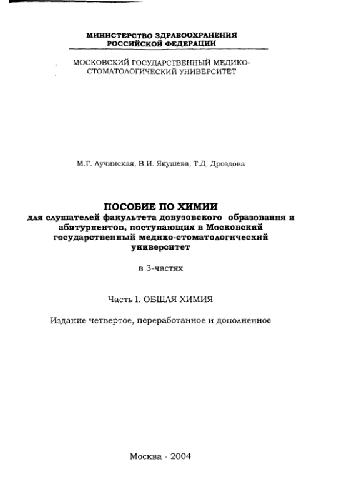 МИНИСТЕРСТВО ЗДРАВООХРАНЕНИЯ
РОССИЙСКОЙ ФЕДЕРАЦИИ
МОСКОВСКИЙ ГОСУДАРСТВЕННЫЙ МЕДИКО-
СТОМАТОЛОГИЧЕСКИЙ УНИВЕРСИТЕТ
М.Г. Лучинская, В.И. Якушева, Т.Д. Дроздова
ПОСОБИЕ ПО ХИМИИ
для слушателей факультета довузовского образования и
абитуриентов, поступающих в Московский
государственный медико-стоматологический
университет
в 3-частях
Часть 1. ОБЩАЯ ХИМИЯ
Издание четвертое, переработанное и дополненное
Москва - 2004